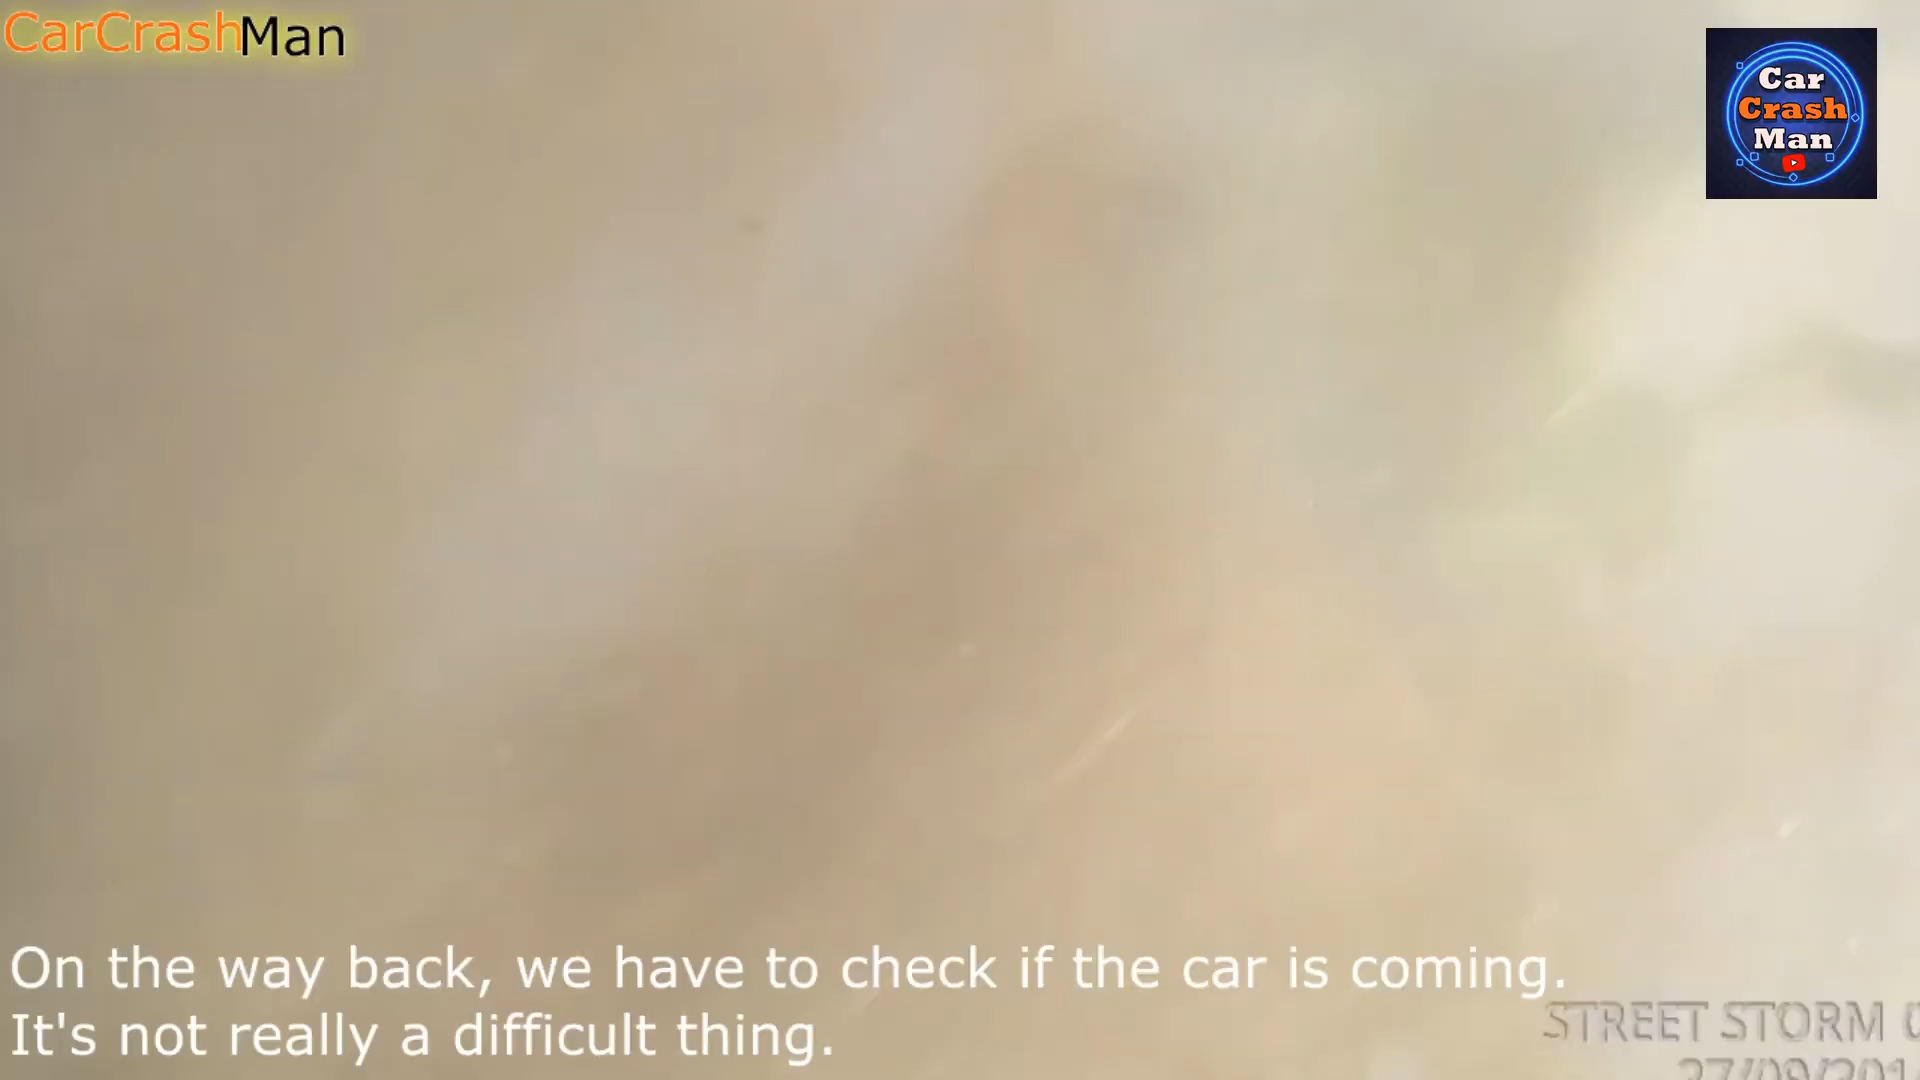 CarCrashMan
Car
Crash
Man
On the way back, we have to check if the car is coming.
It's not really a difficult thing.
STREET STORM